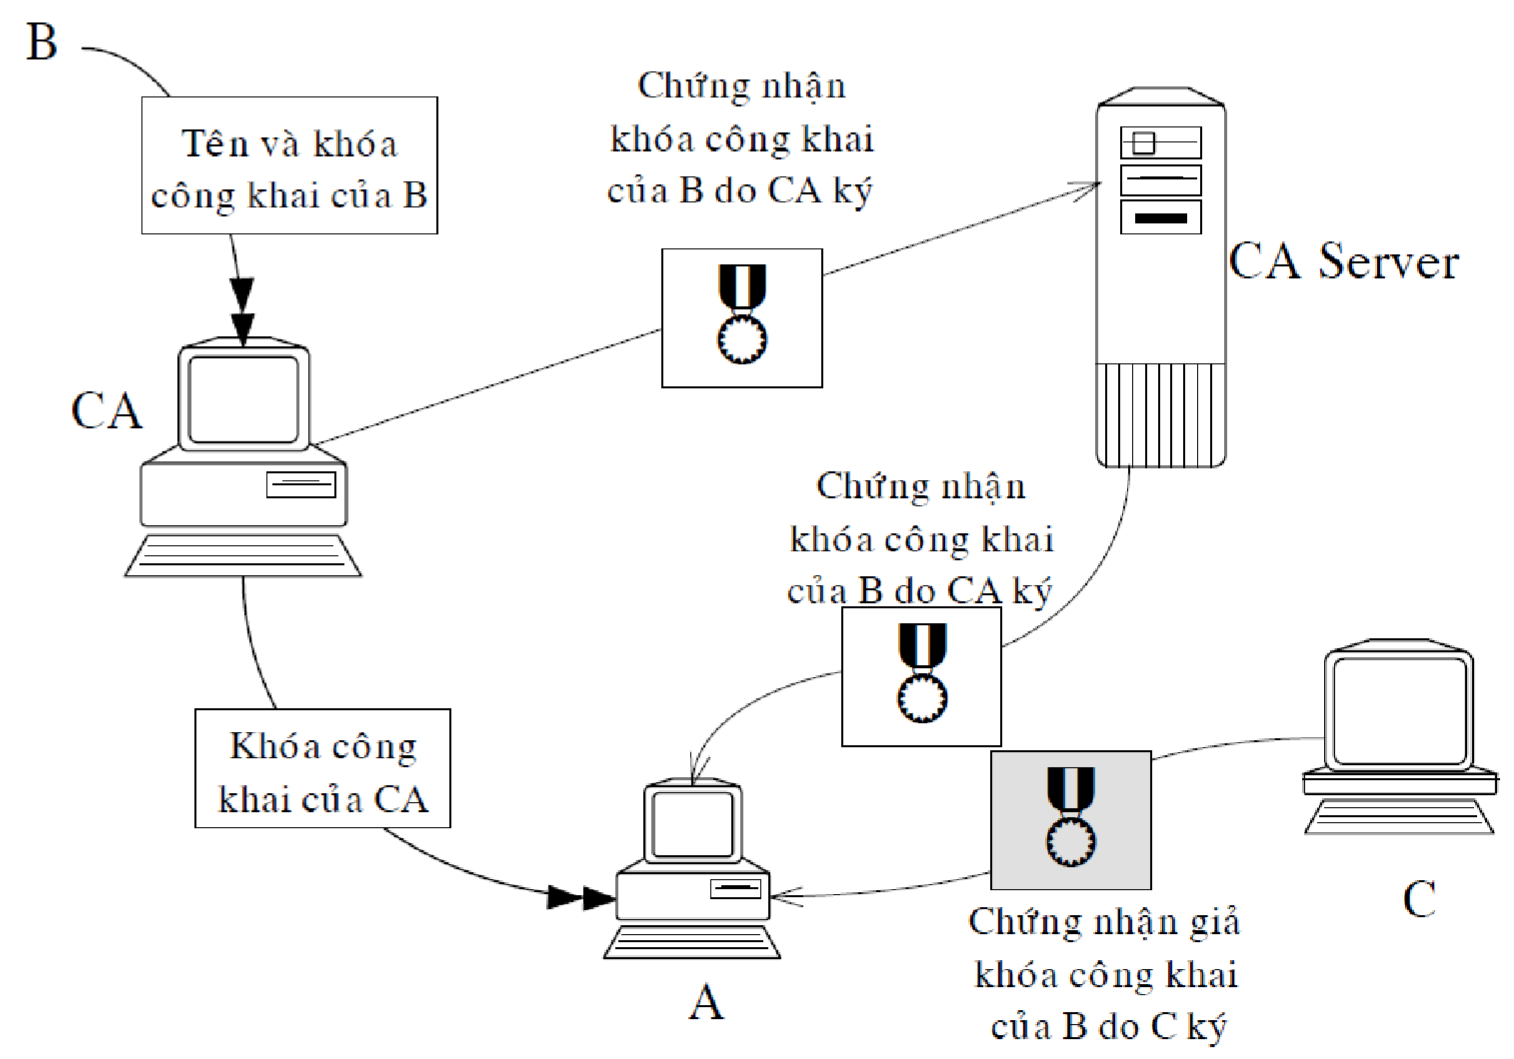 B
Tên và khóa
công khai của B
Chứng nhận
khóa công khai
của B do CA ký
CA Server
CA
Chứng nhận
khóa công khai
của B do CA ký
Khóa công
khai của CA
C
Chứng nhận giả
khóa công khai
của B do C ký
A